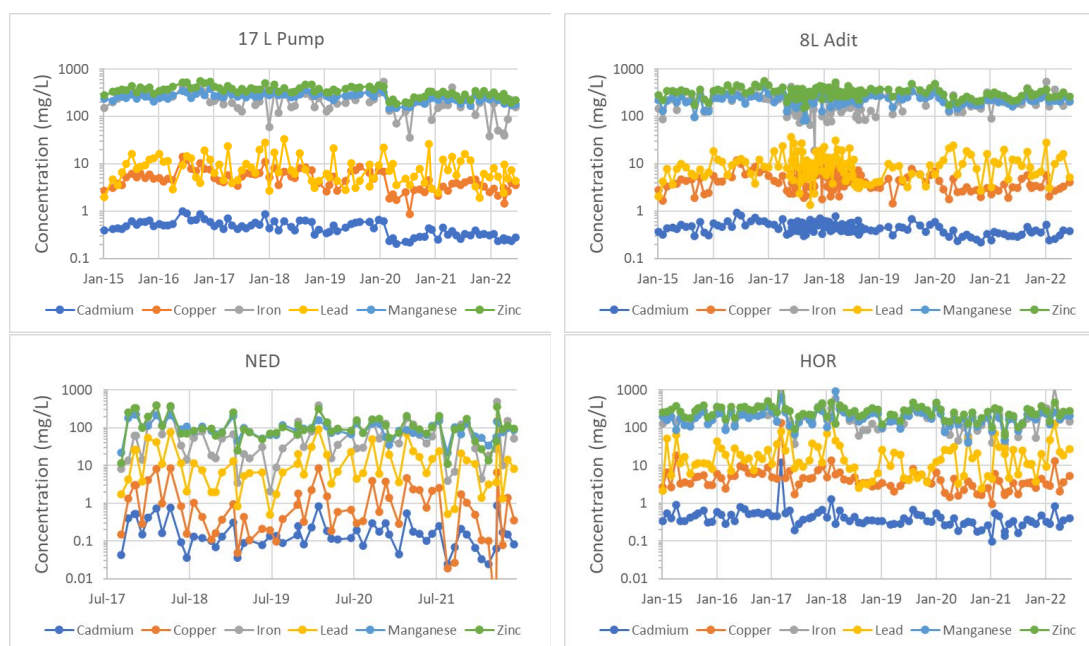 17 L Pump
Concentration (mg/L)
1000
100
10
1
0.1
Jan-15 Jan-16 Jan-17 Jan-18 Jan-19 Jan-20 Jan-21 Jan-22
Cadmium Copper Iron Lead Manganese Zinc
8L Adit
Concentration (mg/L)
1000
100
10
1
0.1
Jan-15 Jan-16 Jan-17 Jan-18 Jan-19 Jan-20 Jan-21 Jan-22
Cadmium Copper Iron Lead Manganese Zinc
NED
Concentration (mg/L)
1000
100
10
1
0.1
0.01
Jul-17 Jul-18 Jul-19 Jul-20 Jul-21
Cadmium Copper Iron Lead Manganese Zinc
HOR
Concentration (mg/L)
1000
100
10
1
0.1
0.01
Jan-15 Jan-16 Jan-17 Jan-18 Jan-19 Jan-20 Jan-21 Jan-22
Cadmium Copper Iron Lead Manganese Zinc